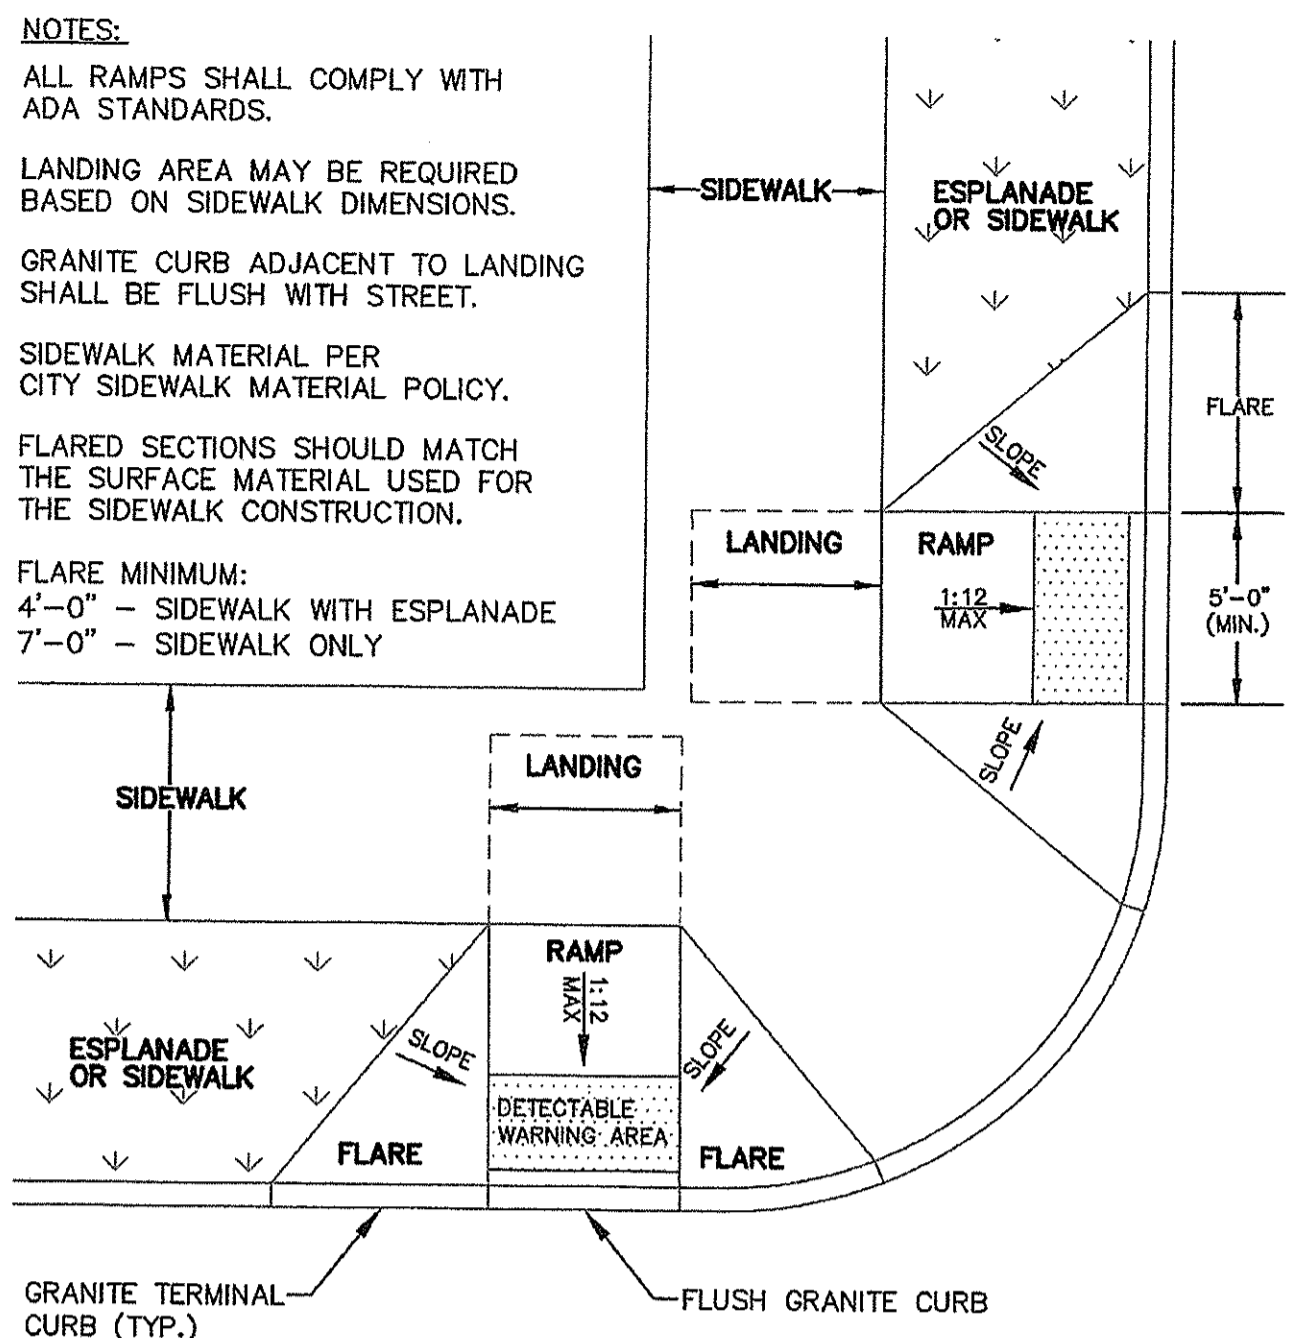 NOTES:
ALL RAMPS SHALL COMPLY WITH
ADA STANDARDS.
LANDING AREA MAY BE REQUIRED
BASED ON SIDEWALK DIMENSIONS.
GRANITE CURB ADJACENT TO LANDING
SHALL BE FLUSH WITH STREET.
SIDEWALK MATERIAL PER
CITY SIDEWALK MATERIAL POLICY.
FLARED SECTIONS SHOULD MATCH
THE SURFACE MATERIAL USED FOR
THE SIDEWALK CONSTRUCTION.
FLARE MINIMUM:
4'-0" - SIDEWALK WITH ESPLANADE
7'-0" - SIDEWALK ONLY
SIDEWALK
ESPLANADE
OR SIDEWALK
FLARE
SLOPE
LANDING
RAMP
1:12
MAX
5'-0"
(MIN.)
SLOPE
SIDEWALK
LANDING
RAMP
1:12
MAX
ESPLANADE
OR SIDEWALK
SLOPE
SLOPE
DETECTABLE
WARNING AREA
FLARE
FLARE
GRANITE TERMINAL
CURB (TYP.)
FLUSH GRANITE CURB